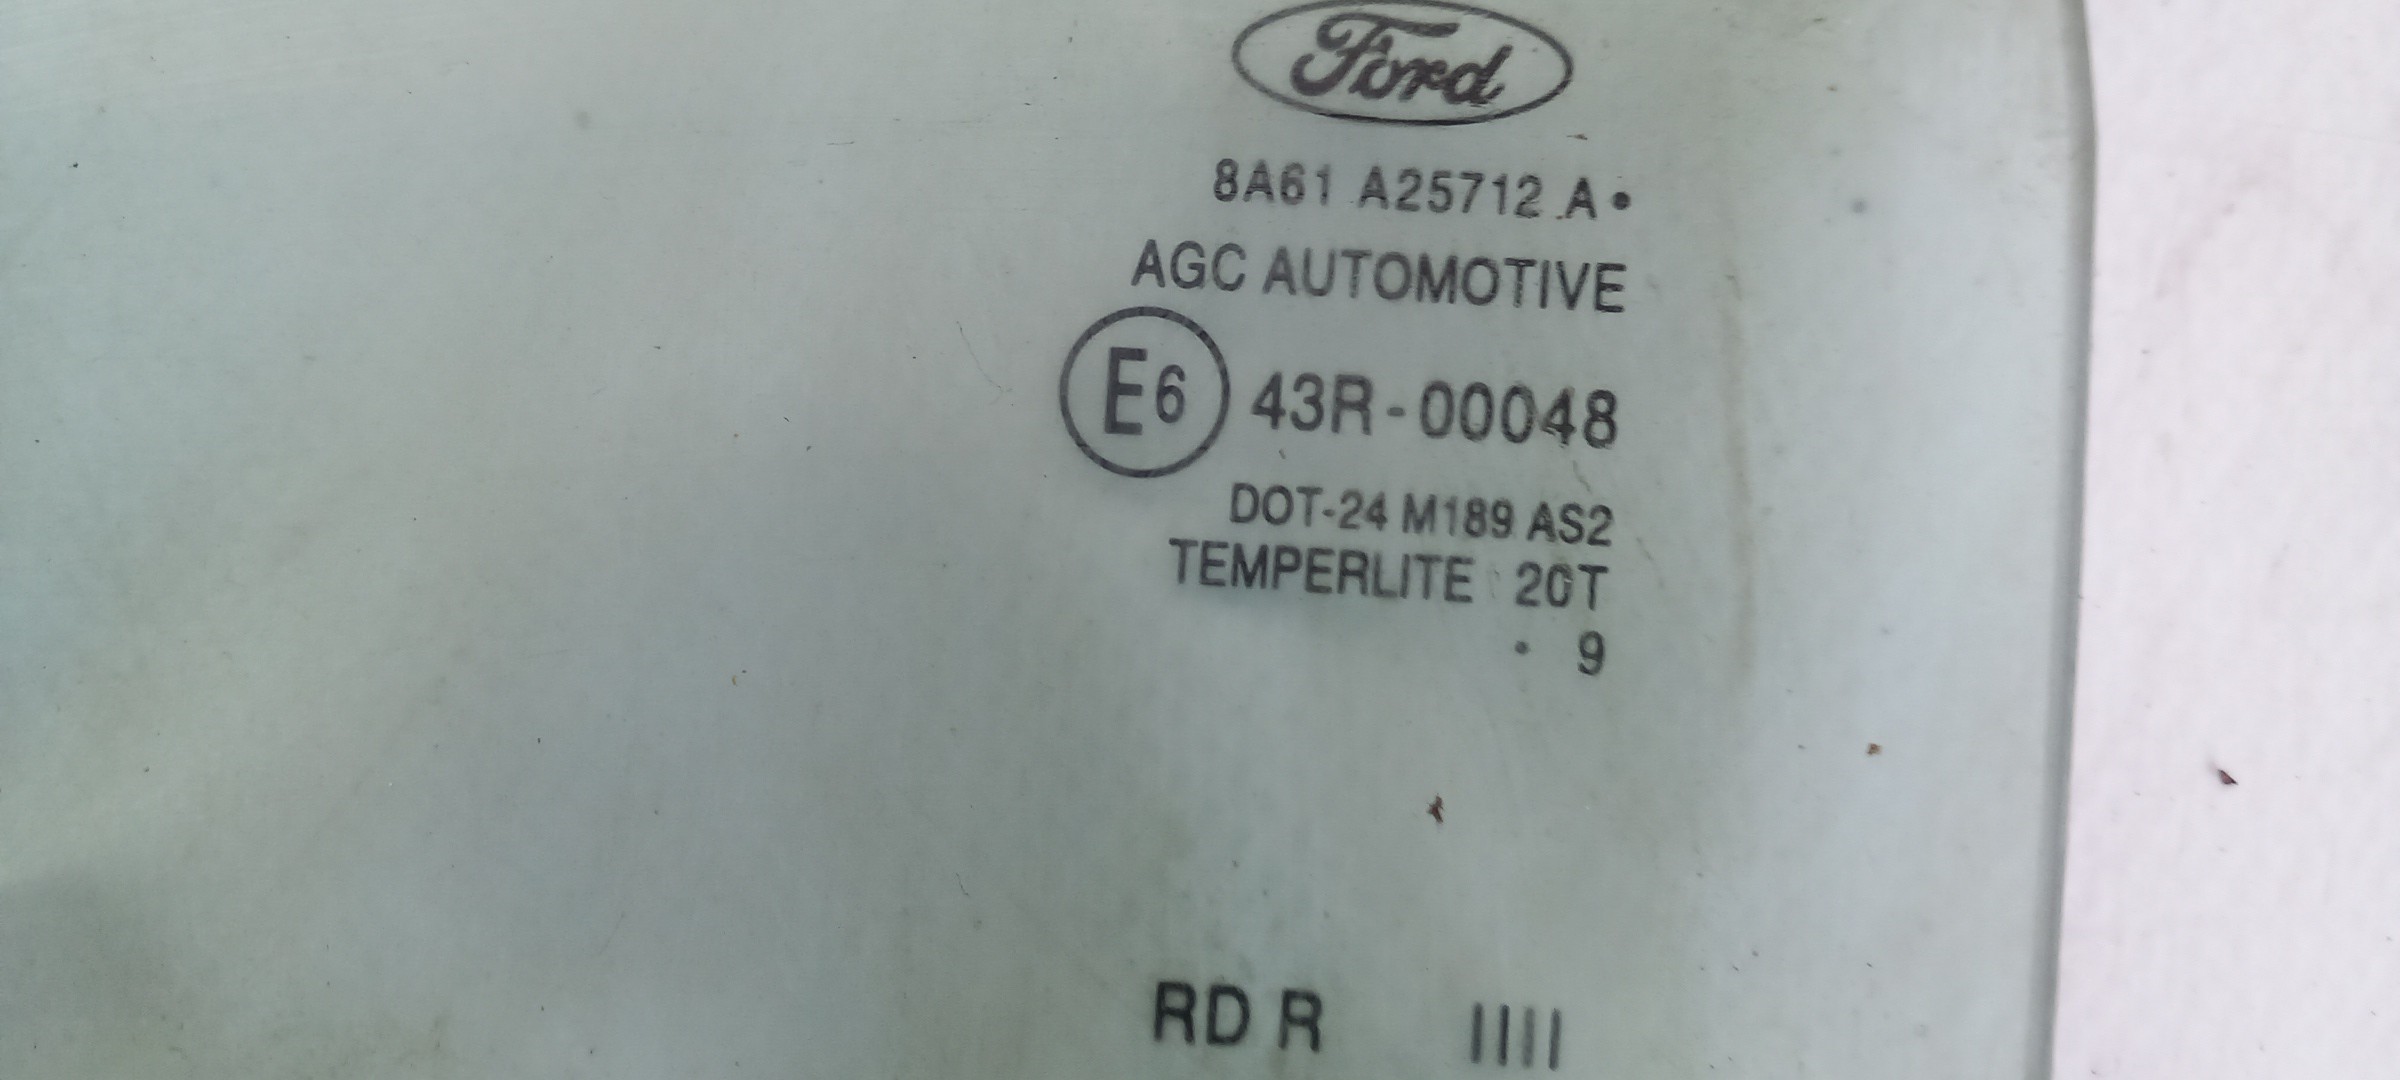 Ford
8A61 A25712 A•
AGC AUTOMOTIVE
E6 43R-00048
DOT-24 M189 AS2
TEMPERLITE 20T
• 9
RD R IIII